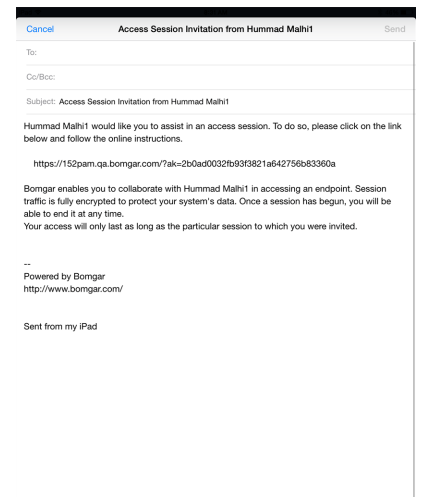 Cancel Access Session Invitation from Hummad Malhi1 Send
To:
Cc/Bcc:
Subject: Access Session Invitation from Hummad Malhi1
Hummad Malhi1 would like you to assist in an access session. To do so, please click on the link
below and follow the online instructions.
https://152pam.qa.bomgar.com/?ak=2b0ad0032fb93f3821a642756b83360a
Bomgar enables you to collaborate with Hummad Malhi1 in accessing an endpoint. Session
traffic is fully encrypted to protect your system's data. Once a session has begun, you will be
able to end it at any time.
Your access will only last as long as the particular session to which you were invited.
--
Powered by Bomgar
http://www.bomgar.com/
Sent from my iPad